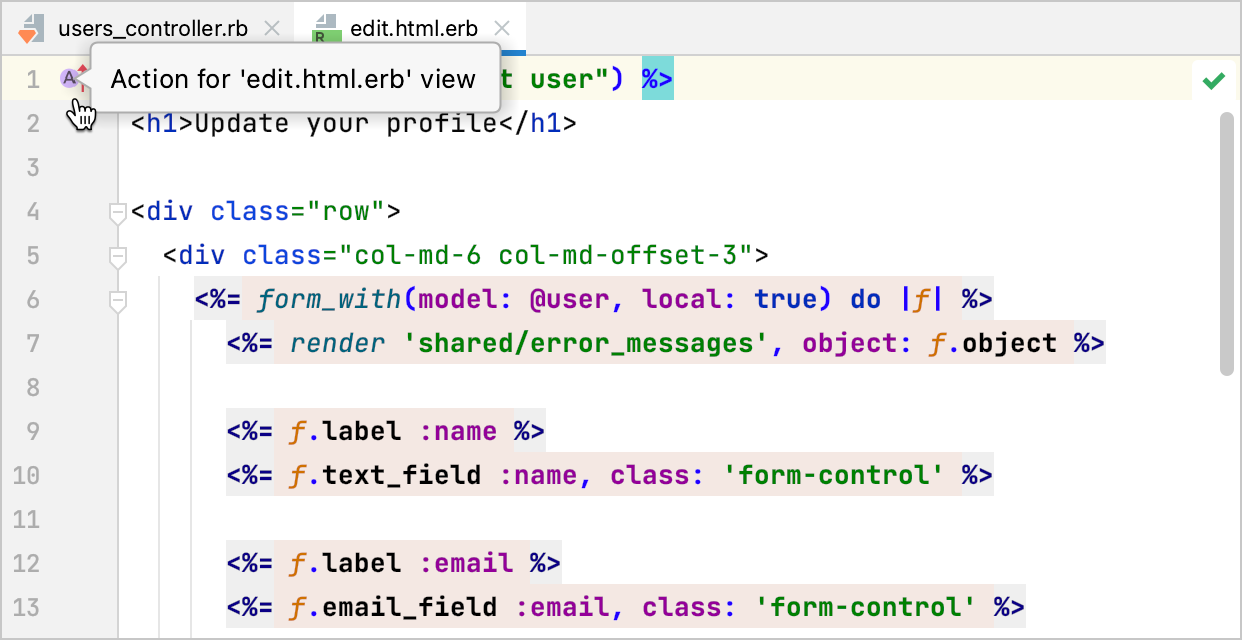 users_controller.rb
R edit.html.erb
1 A Action for 'edit.html.erb' view t user") %>
2 <h1>Update your profile</h1>
3
4 <div class="row">
5 <div class="col-md-6 col-md-offset-3">
6 <%= form_with(model: @user, local: true) do |f| %>
7 <%= render 'shared/error_messages', object: f.object %>
8
9 <%= f.label :name %>
10 <%= f.text_field :name, class: 'form-control' %>
11
12 <%= f.label :email %>
13 <%= f.email_field :email, class: 'form-control' %>